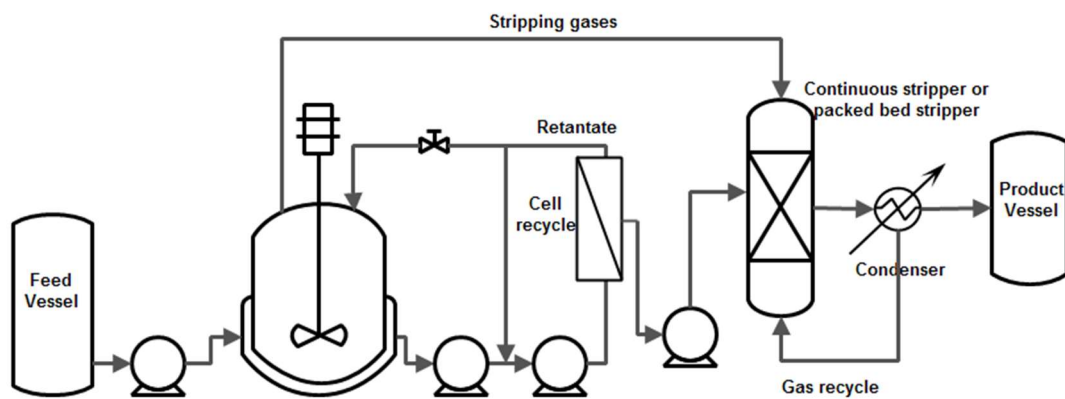 Stripping gases
Continuous stripper or
packed bed stripper
Retantate
Cell
recycle
Product
Vessel
Feed
Vessel
Condenser
Gas recycle